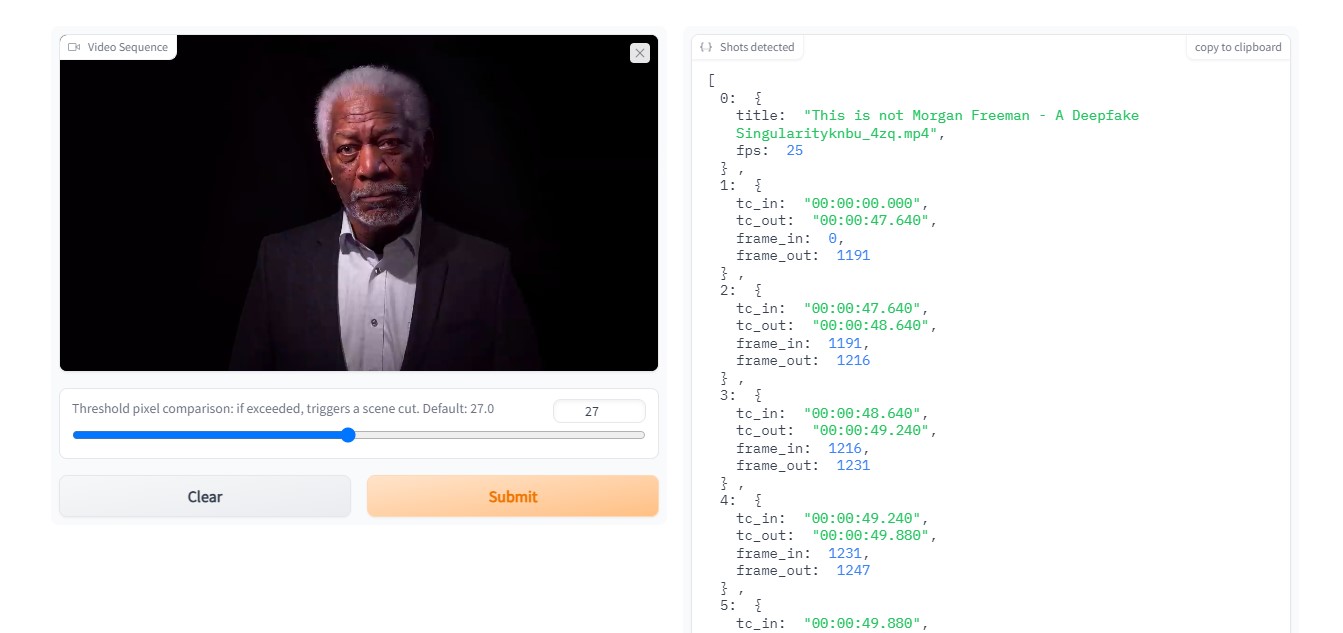 Video Sequence
Threshold pixel comparison: if exceeded, triggers a scene cut. Default: 27.0
27
Clear
Submit
Shots detected
copy to clipboard
[
0: {
title: "This is not Morgan Freeman - A Deepfake
Singularityknbu_4zq.mp4",
fps: 25
} ,
1: {
tc_in: "00:00:00.000",
tc_out: "00:00:47.640",
frame_in: 0,
frame_out: 1191
} ,
2: {
tc_in: "00:00:47.640",
tc_out: "00:00:48.640",
frame_in: 1191,
frame_out: 1216
} ,
3: {
tc_in: "00:00:48.640",
tc_out: "00:00:49.240",
frame_in: 1216,
frame_out: 1231
} ,
4: {
tc_in: "00:00:49.240",
tc_out: "00:00:49.880",
frame_in: 1231,
frame_out: 1247
} ,
5: {
tc_in: "00:00:49.880",